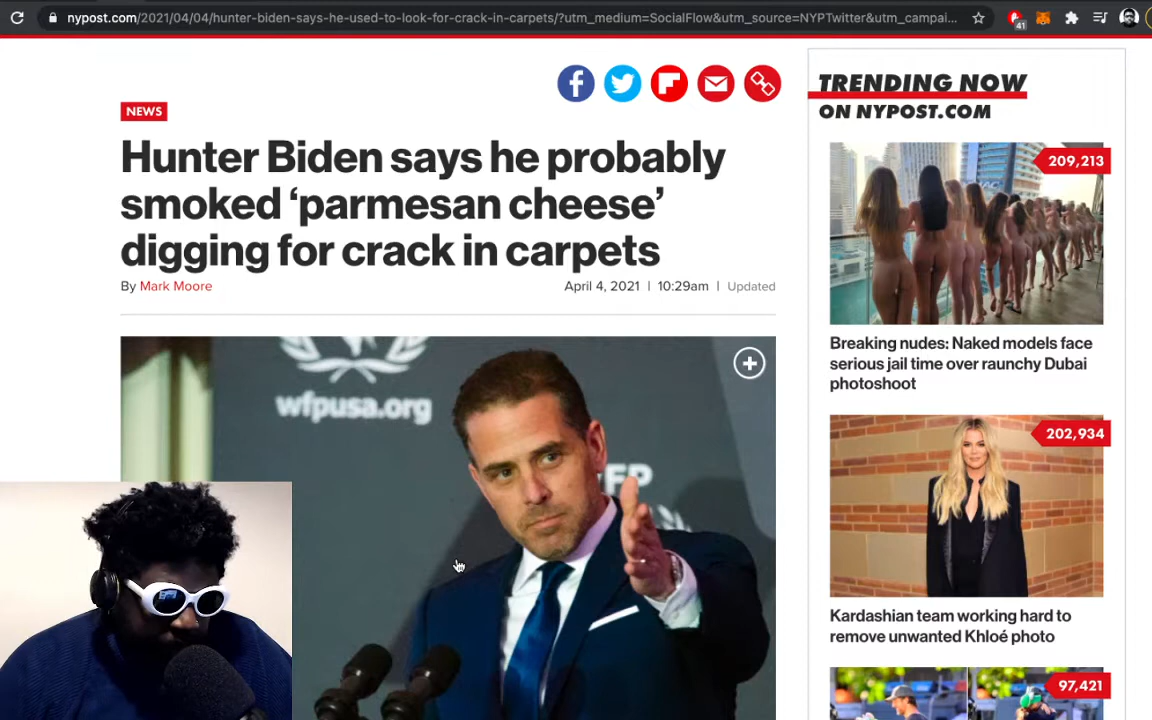 nypost.com/2021/04/04/hunter-biden-says-he-used-to-look-for-crack-in-carpets/?utm_medium=SocialFlow&utm_source=NYPTwitter&utm_campai...
41
NEWS
Hunter Biden says he probably
smoked ‘parmesan cheese’
digging for crack in carpets
By Mark Moore
April 4, 2021 | 10:29am | Updated
wfpusa.org
TRENDING NOW
ON NYPOST.COM
209,213
Breaking nudes: Naked models face
serious jail time over raunchy Dubai
photoshoot
202,934
Kardashian team working hard to
remove unwanted Khloé photo
97,421